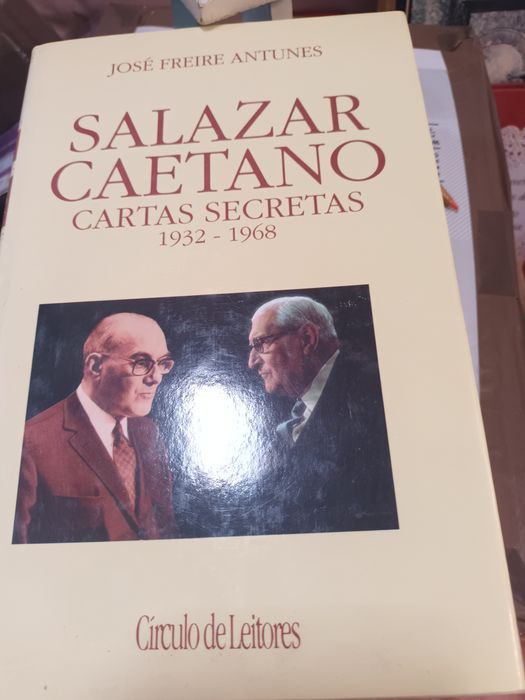 JOSÉ FREIRE ANTUNES
SALAZAR
CAETANO
CARTAS SECRETAS
1932 - 1968
Círculo de Leitores